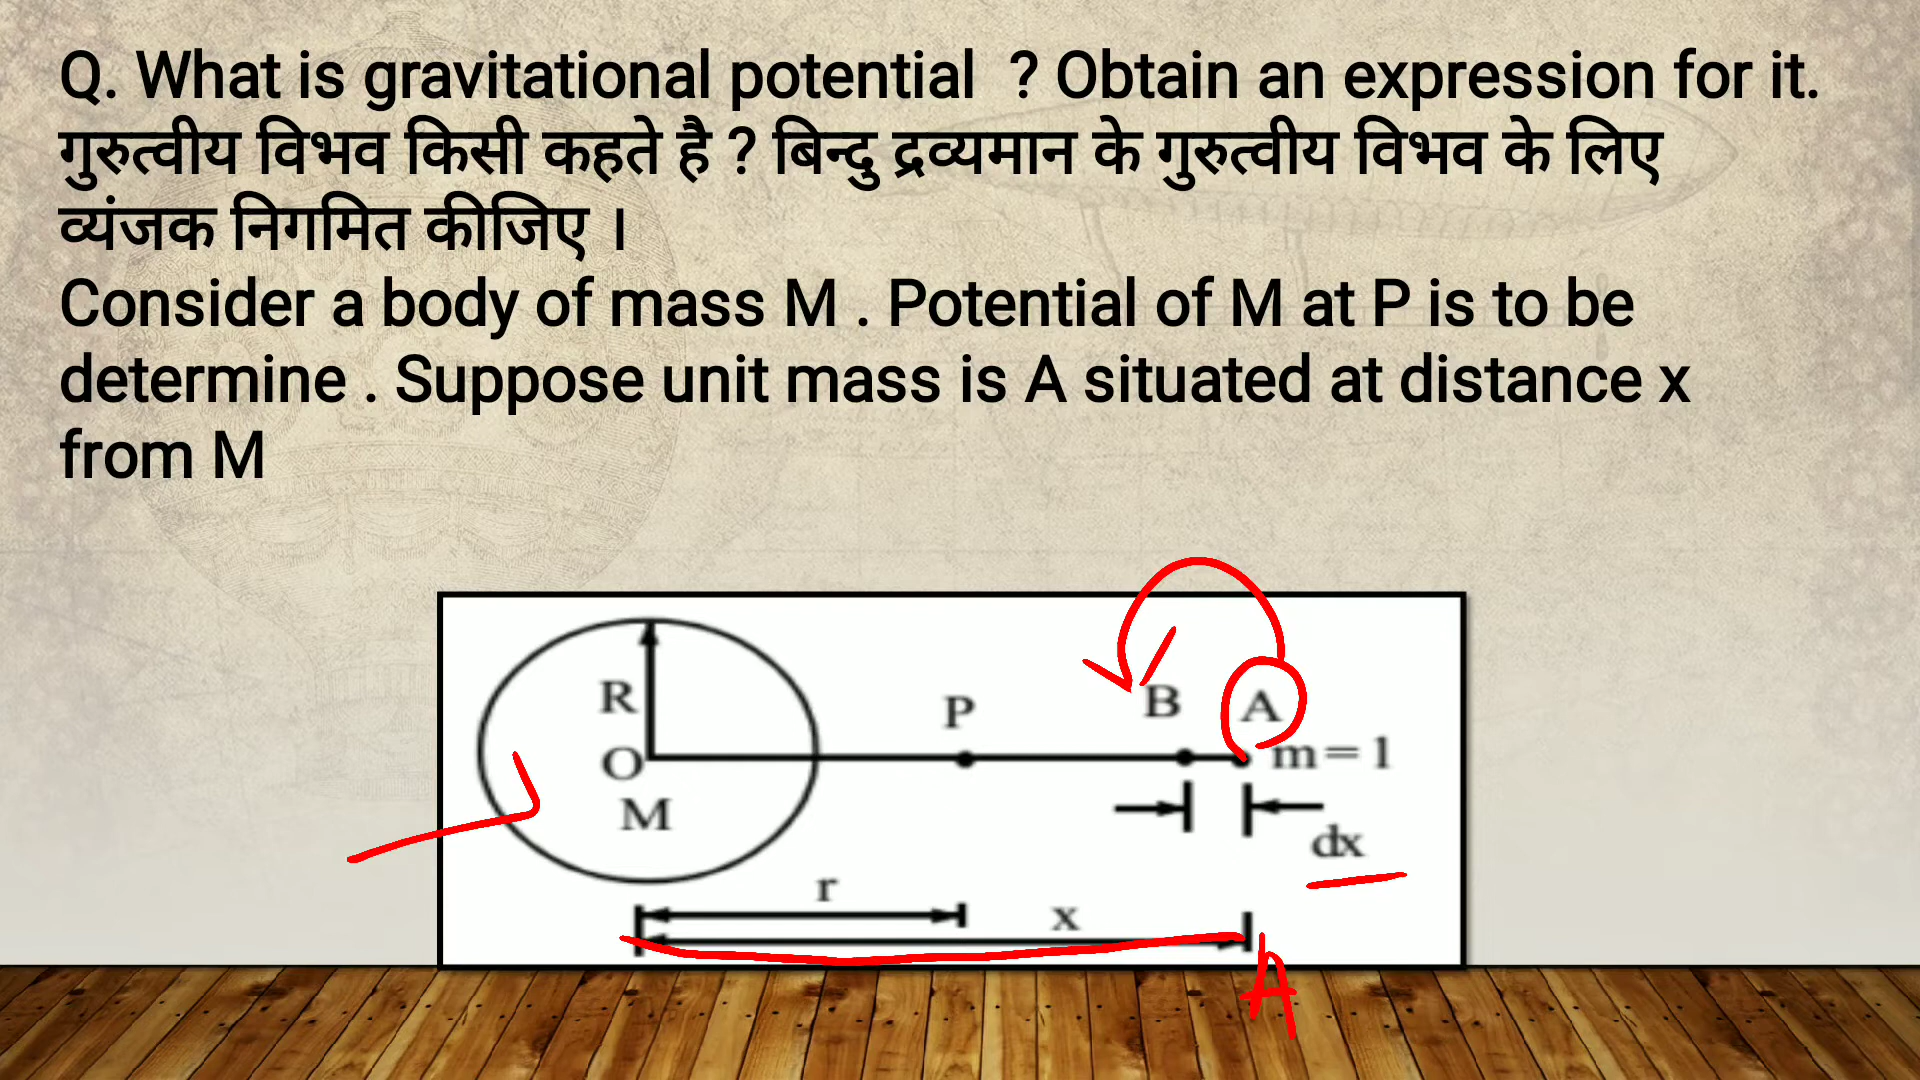 Q. What is gravitational potential ? Obtain an expression for it.
गुरुत्वीय विभव किसी कहते है ? बिन्दु द्रव्यमान के गुरुत्वीय विभव के लिए
व्यंजक निगमित कीजिए ।
Consider a body of mass M . Potential of M at P is to be
determine . Suppose unit mass is A situated at distance x
from M
R
P
B
A
O
m = 1
M
dx
r
x
A